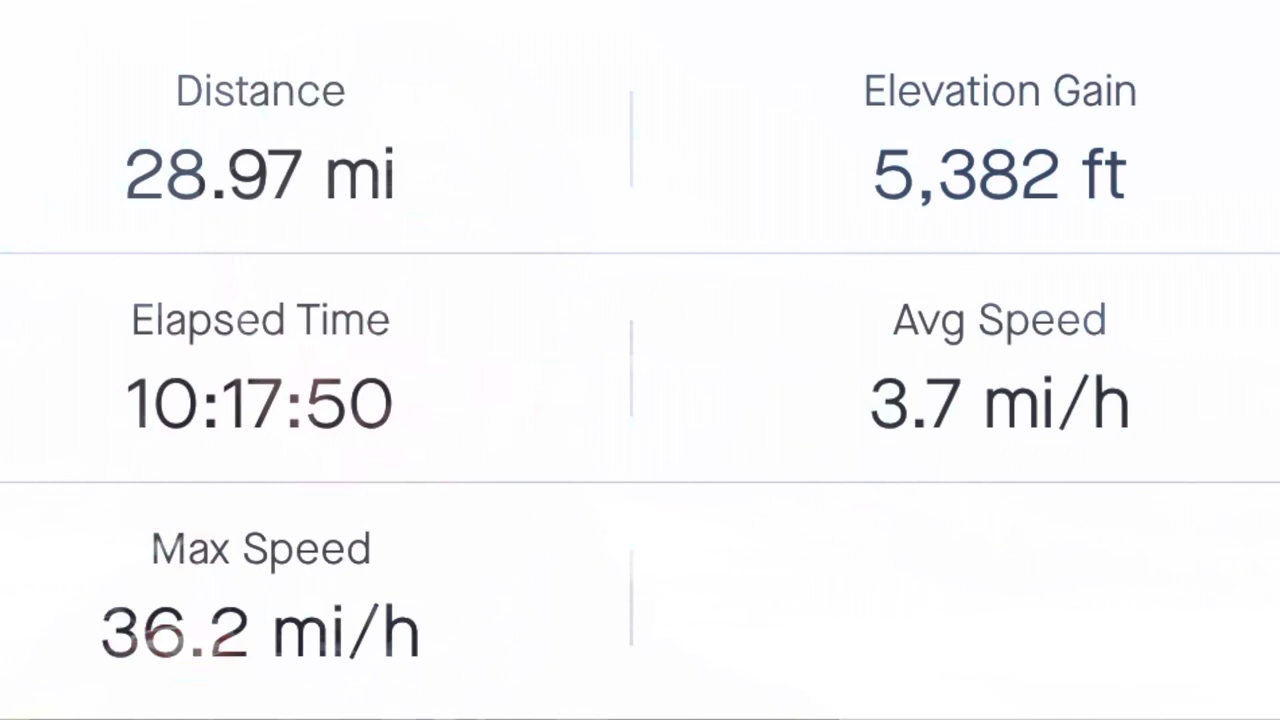 Distance
28.97 mi
Elevation Gain
5,382 ft
Elapsed Time
10:17:50
Avg Speed
3.7 mi/h
Max Speed
36.2 mi/h